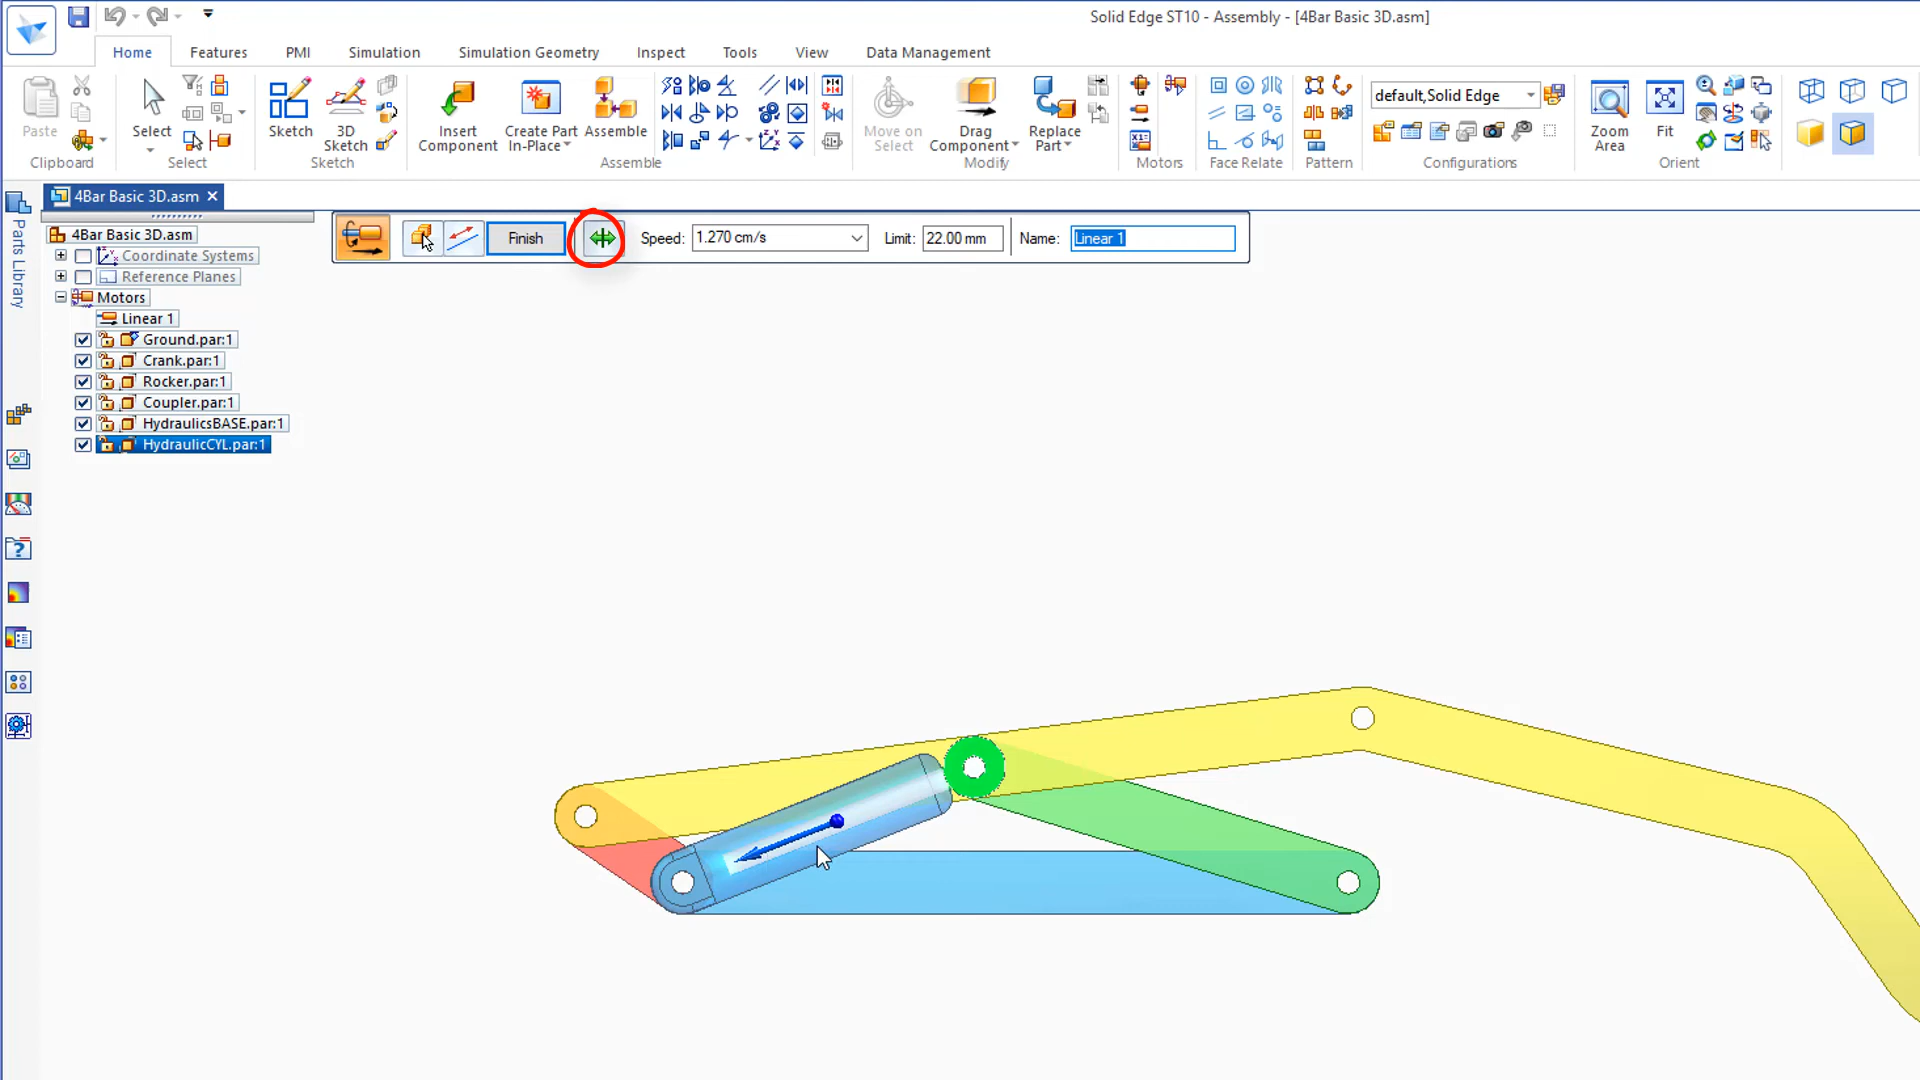 Solid Edge ST10 - Assembly - [4Bar Basic 3D.asm]
Home Features PMI Simulation Simulation Geometry Inspect Tools View Data Management
Paste
Clipboard
Select
Select
Sketch
3D
Sketch
Sketch
Insert
Component
Create Part
In-Place
Assemble
Assemble
Move on
Select
Drag
Component
Replace
Part
Modify
Motors
Face Relate
Pattern
default,Solid Edge
Configurations
Zoom
Area
Fit
Orient
4Bar Basic 3D.asm
Parts Library
Finish Speed: 1.270 cm/s Limit: 22.00 mm Name: Linear 1
4Bar Basic 3D.asm
Coordinate Systems
Reference Planes
Motors
Linear 1
Ground.par:1
Crank.par:1
Rocker.par:1
Coupler.par:1
HydraulicsBASE.par:1
HydraulicCYL.par:1